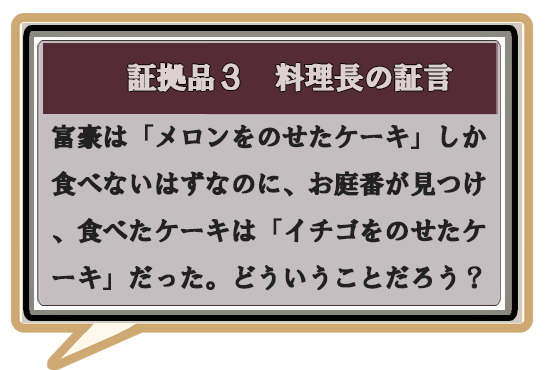 証拠品３　料理長の証言
富豪は「メロンをのせたケーキ」しか
食べないはずなのに、お庭番が見つけ
、食べたケーキは「イチゴをのせたケ
ーキ」だった。どういうことだろう？